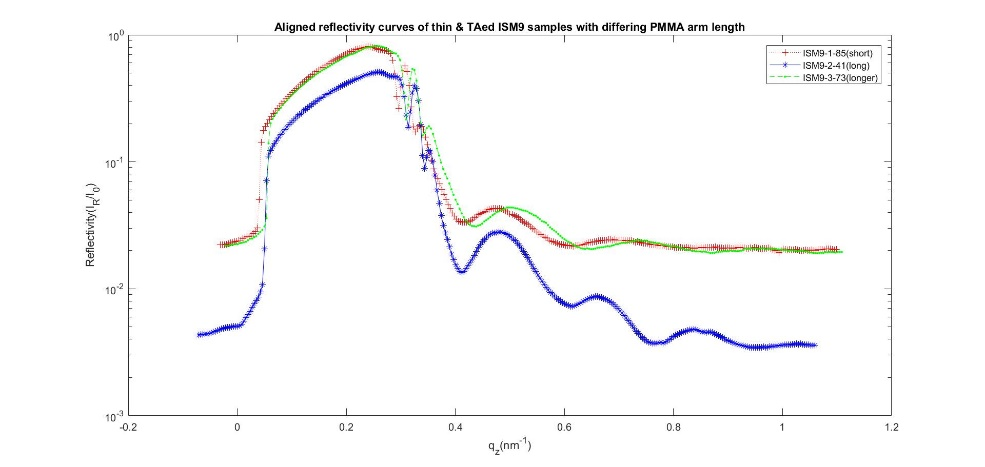 Aligned reflectivity curves of thin & TAed ISM9 samples with differing PMMA arm length
ISM9-1-85(short)
ISM9-2-41(long)
ISM9-3-73(longer)
10^0
10^-1
10^-2
10^-3
Reflectivity(I_R/I_0)
-0.2 0 0.2 0.4 0.6 0.8 1 1.2
q_z(nm^-1)